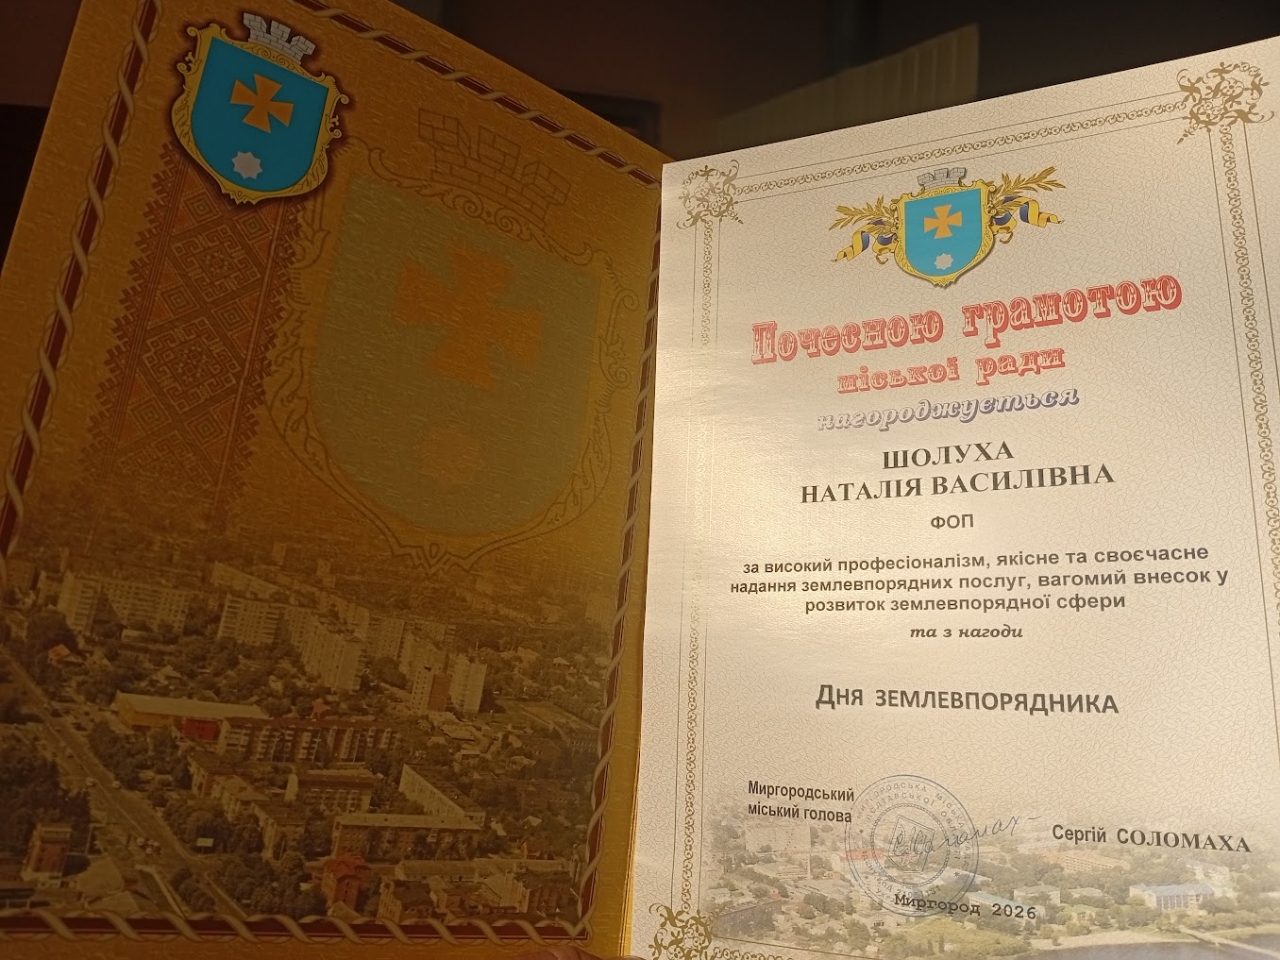 Почесною грамотою
міської ради
нагороджується
ШОЛУХА
НАТАЛІЯ ВАСИЛІВНА
ФОП
за високий професіоналізм, якісне та своєчасне
надання землевпорядних послуг, вагомий внесок у
розвиток землевпорядної сфери
та з нагоди
Дня землевпорядника
Миргородський
міський голова
Сергій СОЛОМАХА
Миргород 2026